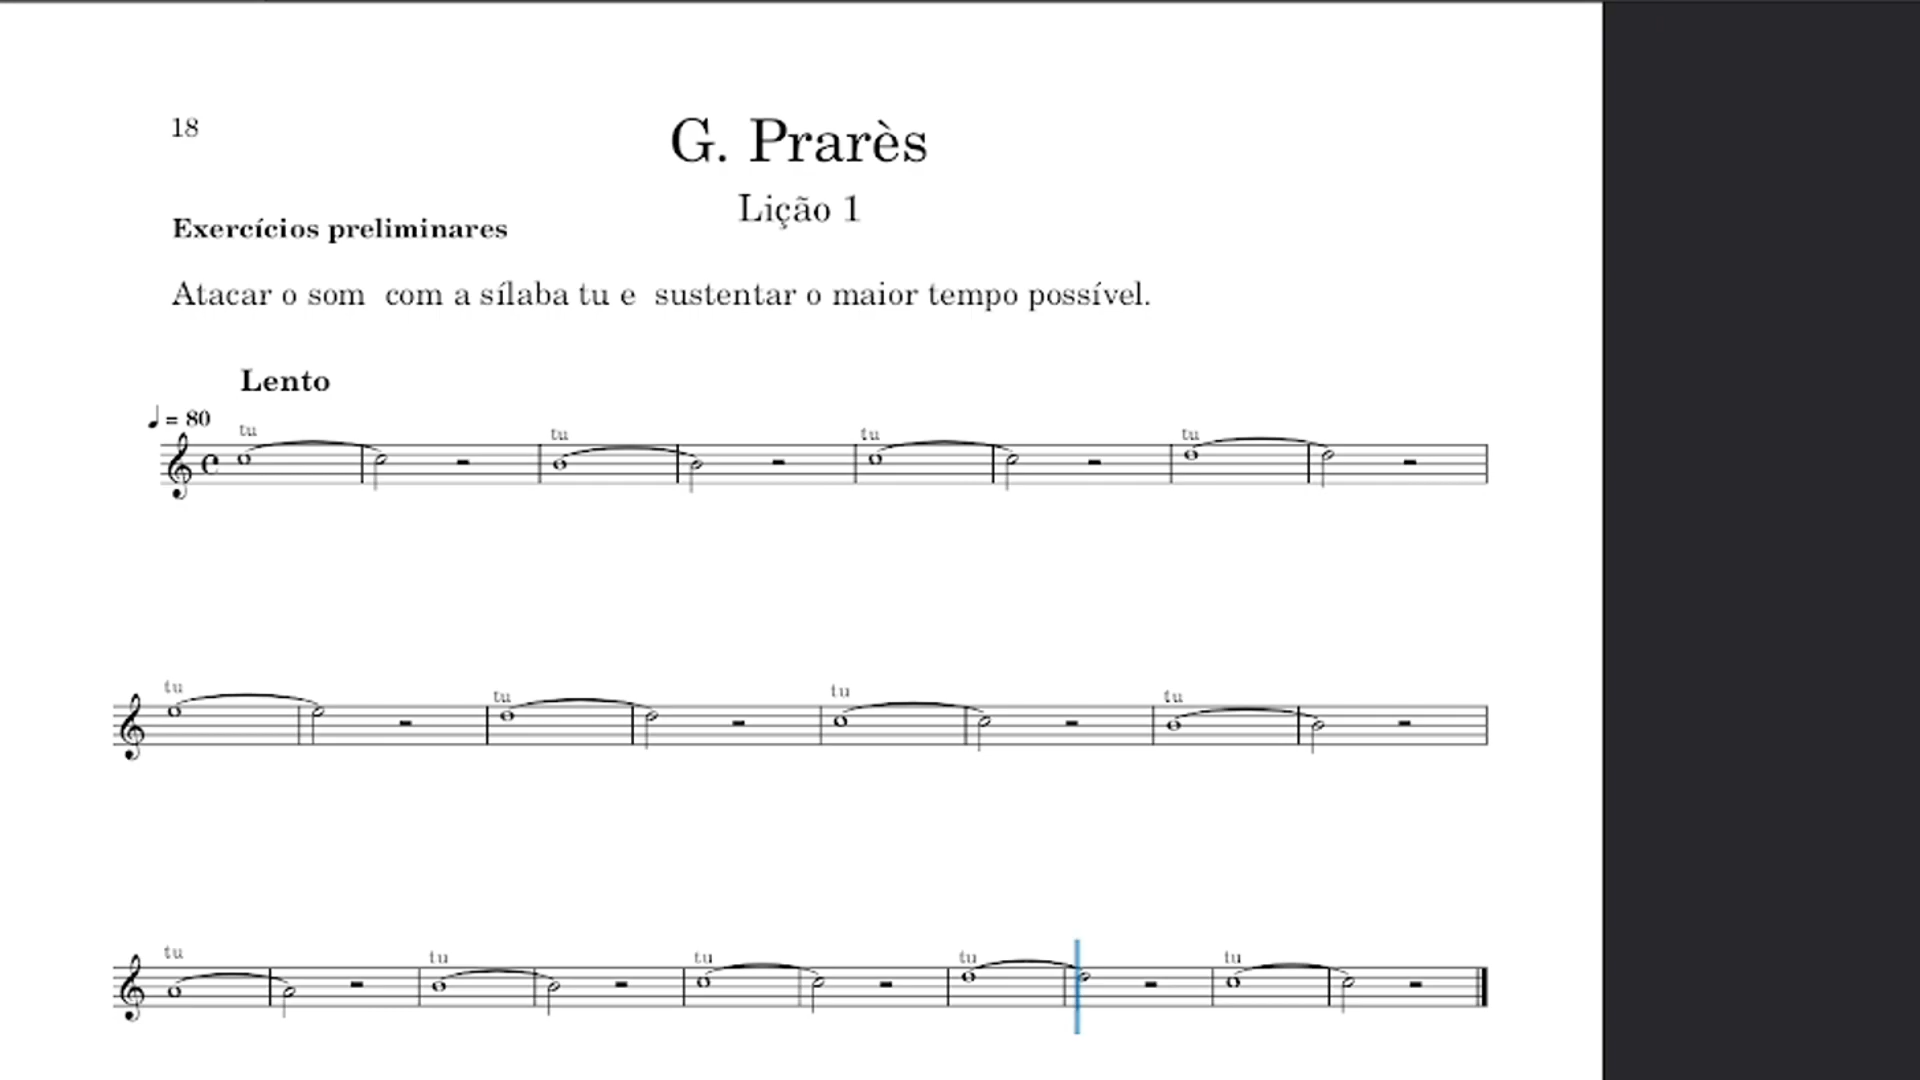 18
G. Prarès
Lição 1
Exercícios preliminares
Atacar o som com a sílaba tu e sustentar o maior tempo possível.
Lento
= 80
tu tu tu tu
tu tu tu tu
tu tu tu tu tu